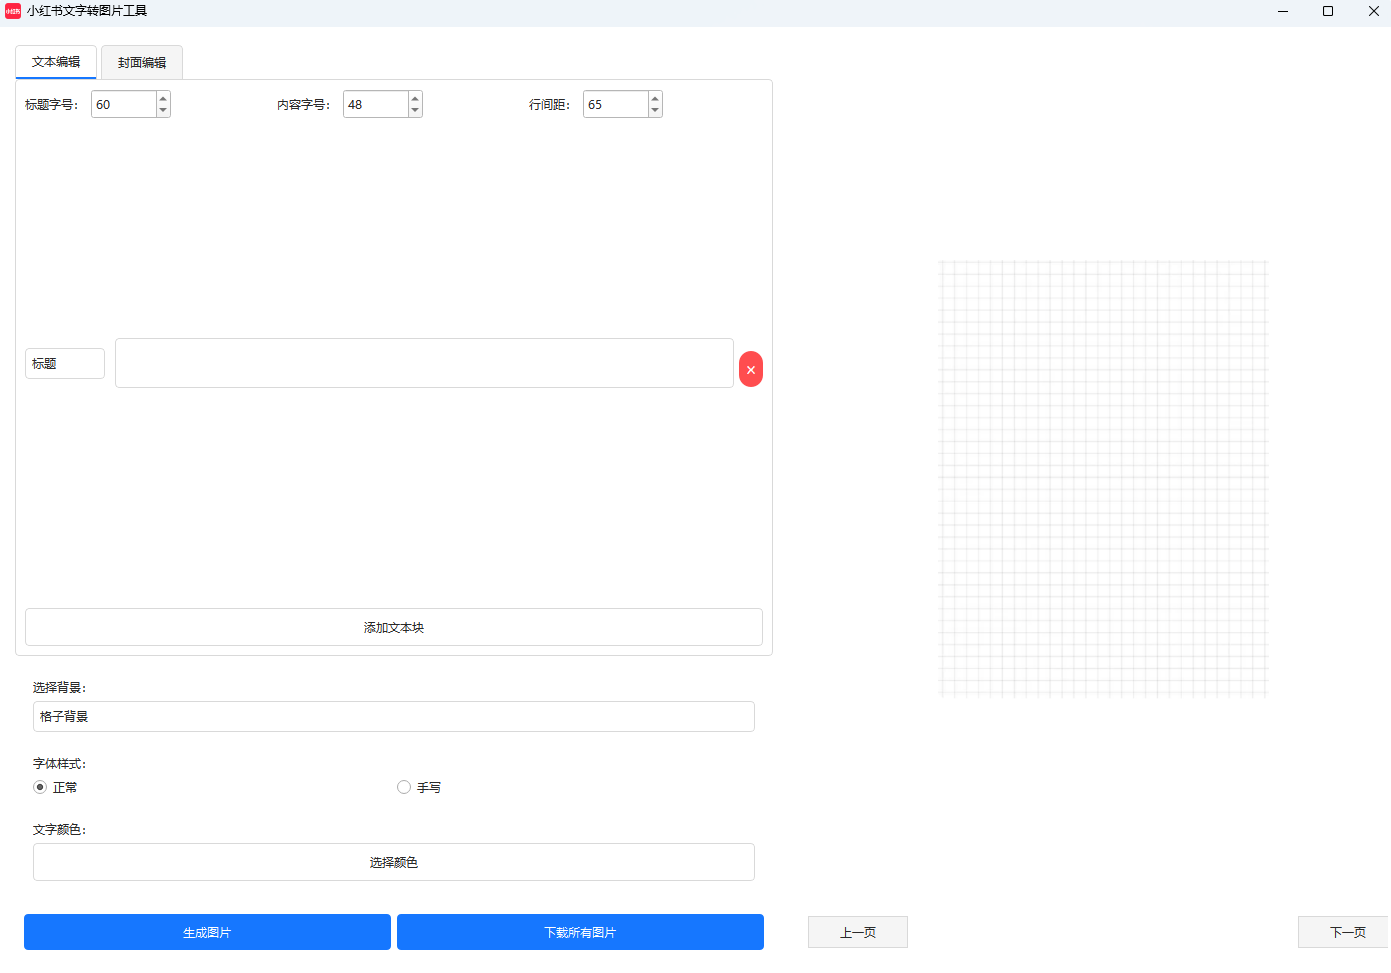 小红书文字转图片工具
文本编辑 封面编辑
标题字号: 60 内容字号: 48 行间距: 65
标题
添加文本块
选择背景:
格子背景
字体样式:
正常 手写
文字颜色:
选择颜色
生成图片 下载所有图片 上一页 下一页